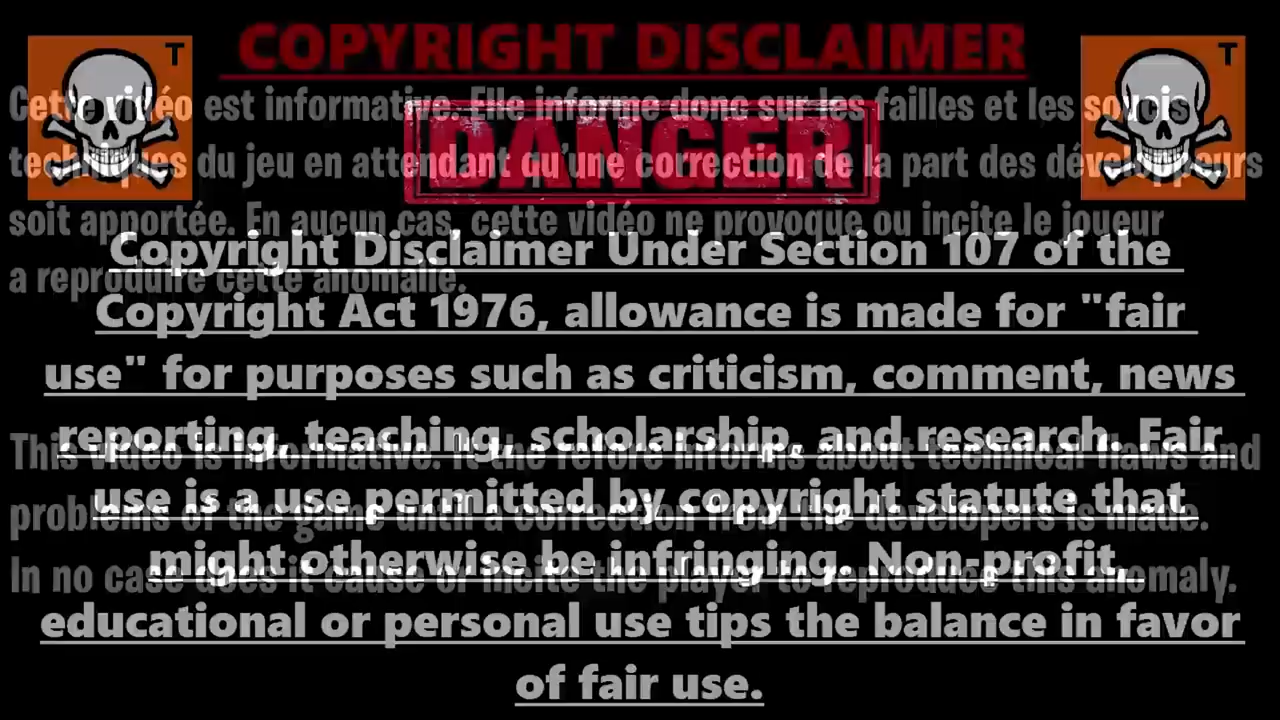 COPYRIGHT DISCLAIMER
T
T
Cette vidéo est informative. Elle informe donc sur les failles et les soucis
DANGER
techniques du jeu en attendant qu'une correction de la part des développeurs
soit apportée. En aucun cas, cette vidéo ne provoque ou incite le joueur
a reproduire cette anomalie.
Copyright Disclaimer Under Section 107 of the
Copyright Act 1976, allowance is made for "fair
use" for purposes such as criticism, comment, news
reporting, teaching, scholarship, and research. Fair
use is a use permitted by copyright statute that
might otherwise be infringing. Non-profit,
educational or personal use tips the balance in favor
of fair use.
This video is informative. It the refore informs about technical flaws and
problems of the game until a correction from the developers is made.
In no case does it cause or incite the player to reproduce this anomaly.